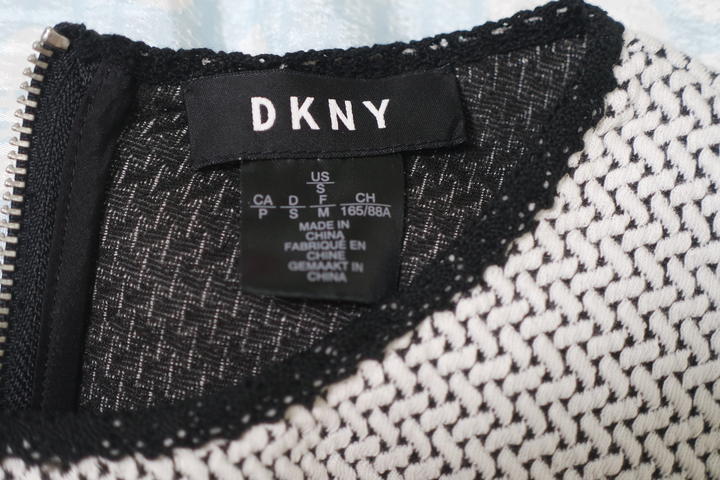 DKNY
US
S
CA D F CH
P S M 165/88A
MADE IN
CHINA
FABRIQUÉ EN
CHINE
GEMAAKT IN
CHINA